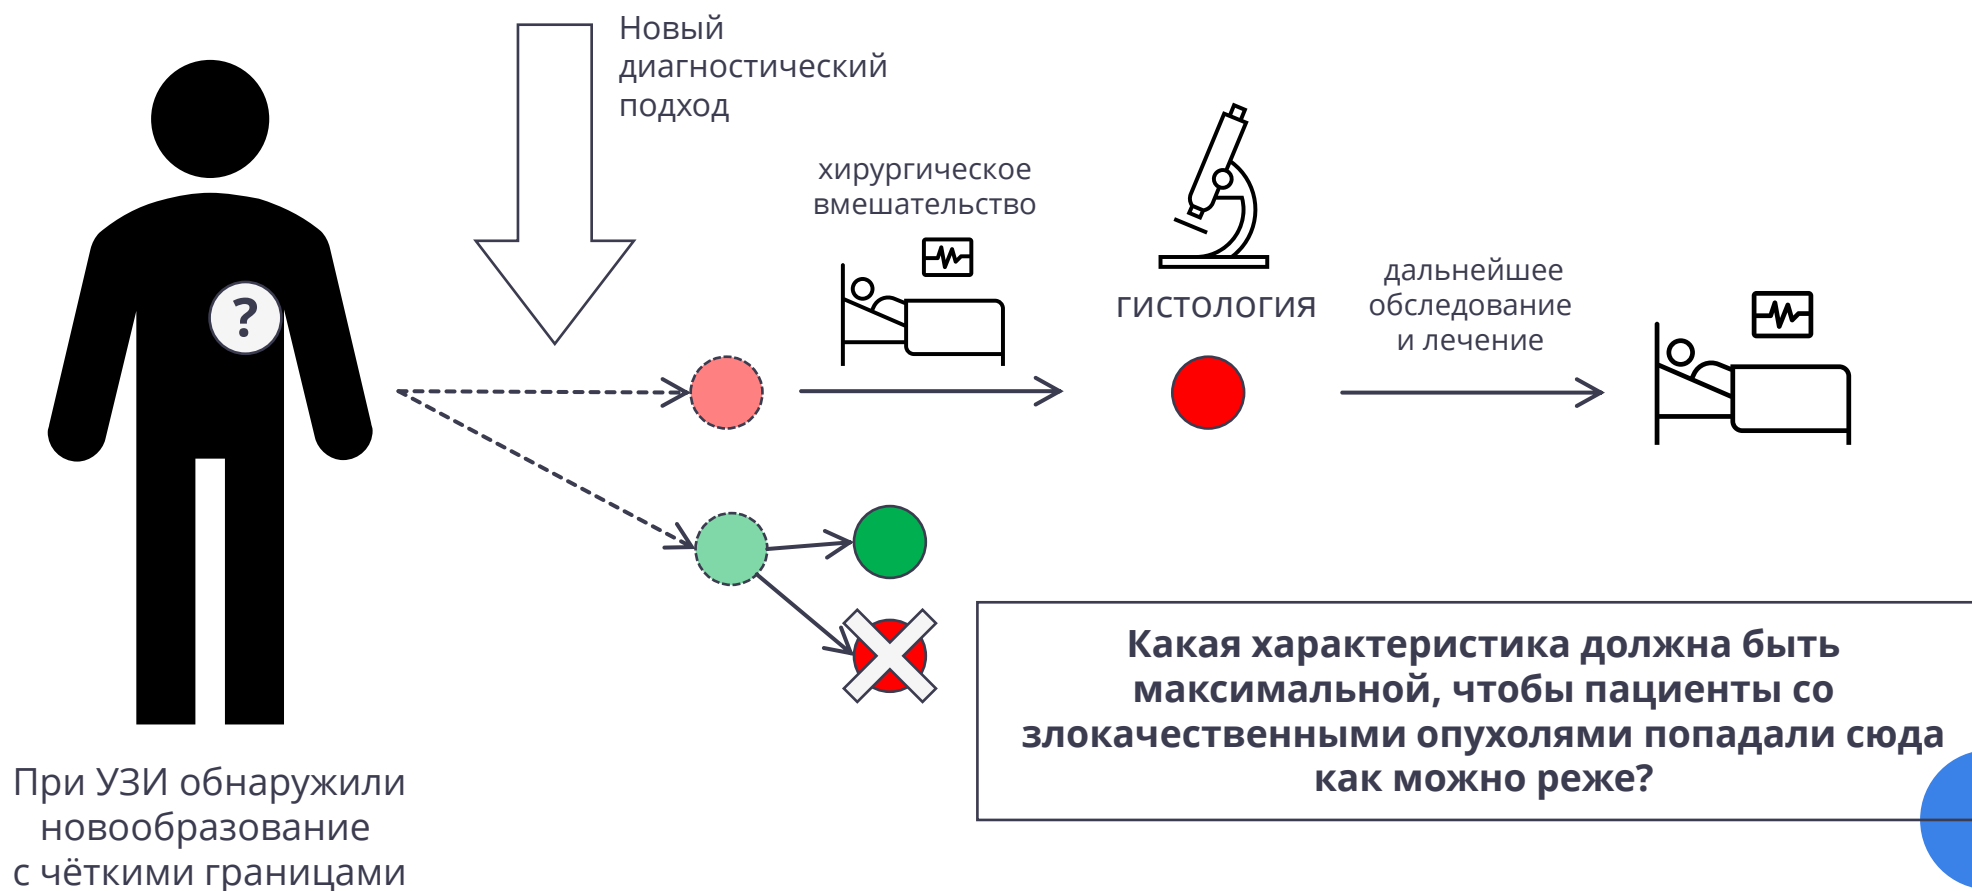 Новый
диагностический
подход
хирургическое
вмешательство
гистология
дальнейшее
обследование
и лечение
?
Какая характеристика должна быть
максимальной, чтобы пациенты со
злокачественными опухолями попадали сюда
как можно реже?
При УЗИ обнаружили
новообразование
с чёткими границами